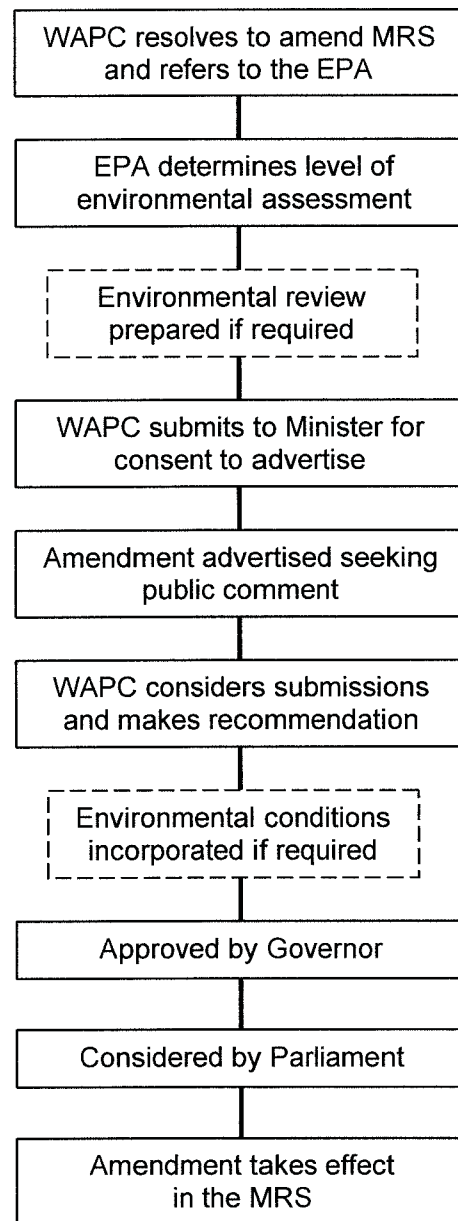 WAPC resolves to amend MRS
and refers to the EPA
EPA determines level of
environmental assessment
Environmental review
prepared if required
WAPC submits to Minister for
consent to advertise
Amendment advertised seeking
public comment
WAPC considers submissions
and makes recommendation
Environmental conditions
incorporated if required
Approved by Governor
Considered by Parliament
Amendment takes effect
in the MRS